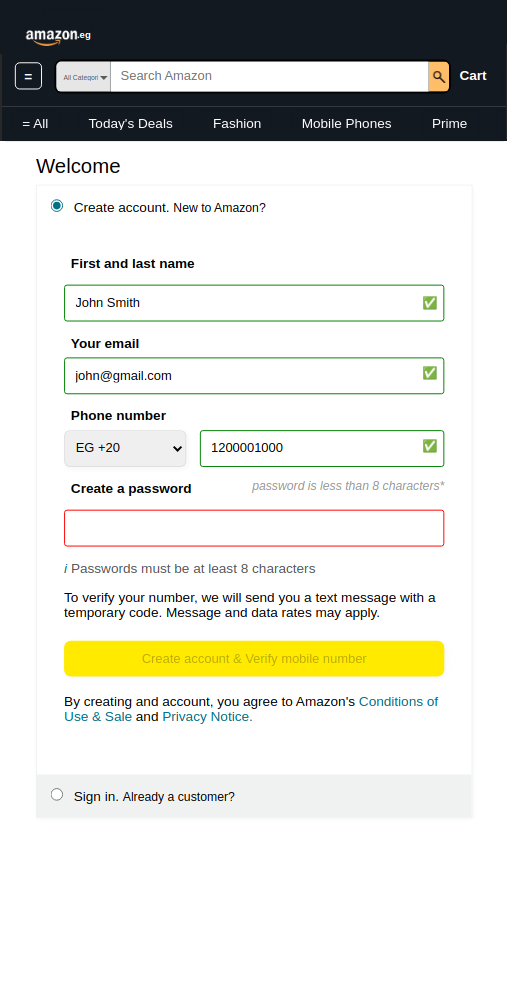 amazon.eg
=
All Categori
Search Amazon
Cart
= All Today's Deals Fashion Mobile Phones Prime
Welcome
Create account. New to Amazon?
First and last name
John Smith
Your email
john@gmail.com
Phone number
EG +20
1200001000
Create a password
password is less than 8 characters*
i Passwords must be at least 8 characters
To verify your number, we will send you a text message with a
temporary code. Message and data rates may apply.
Create account & Verify mobile number
By creating and account, you agree to Amazon's Conditions of
Use & Sale and Privacy Notice.
Sign in. Already a customer?